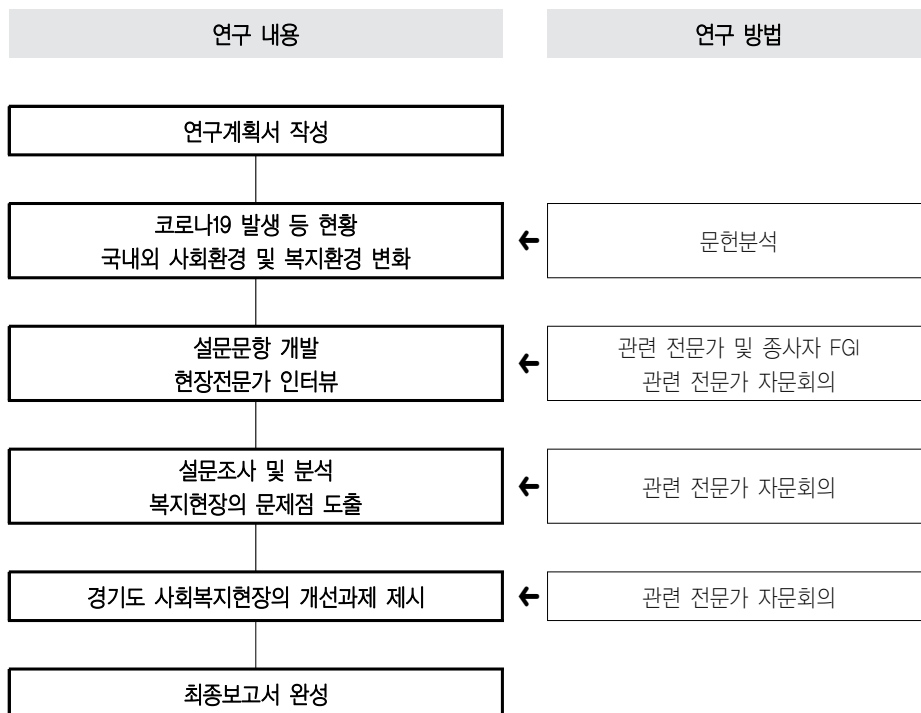 연구 내용
연구 방법
연구계획서 작성
코로나19 발생 등 현황
국내외 사회환경 및 복지환경 변화
문헌분석
설문문항 개발
현장전문가 인터뷰
관련 전문가 및 종사자 FGI
관련 전문가 자문회의
설문조사 및 분석
복지현장의 문제점 도출
관련 전문가 자문회의
경기도 사회복지현장의 개선과제 제시
관련 전문가 자문회의
최종보고서 완성